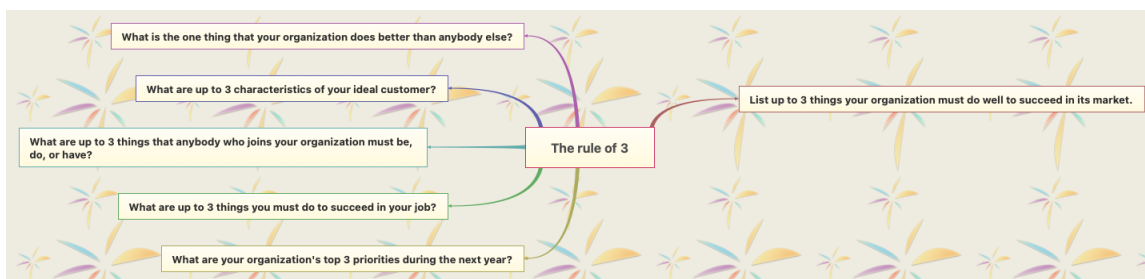 What is the one thing that your organization does better than anybody else?
What are up to 3 characteristics of your ideal customer?
List up to 3 things your organization must do well to succeed in its market.
What are up to 3 things that anybody who joins your organization must be,
do, or have?
The rule of 3
What are up to 3 things you must do to succeed in your job?
What are your organization's top 3 priorities during the next year?